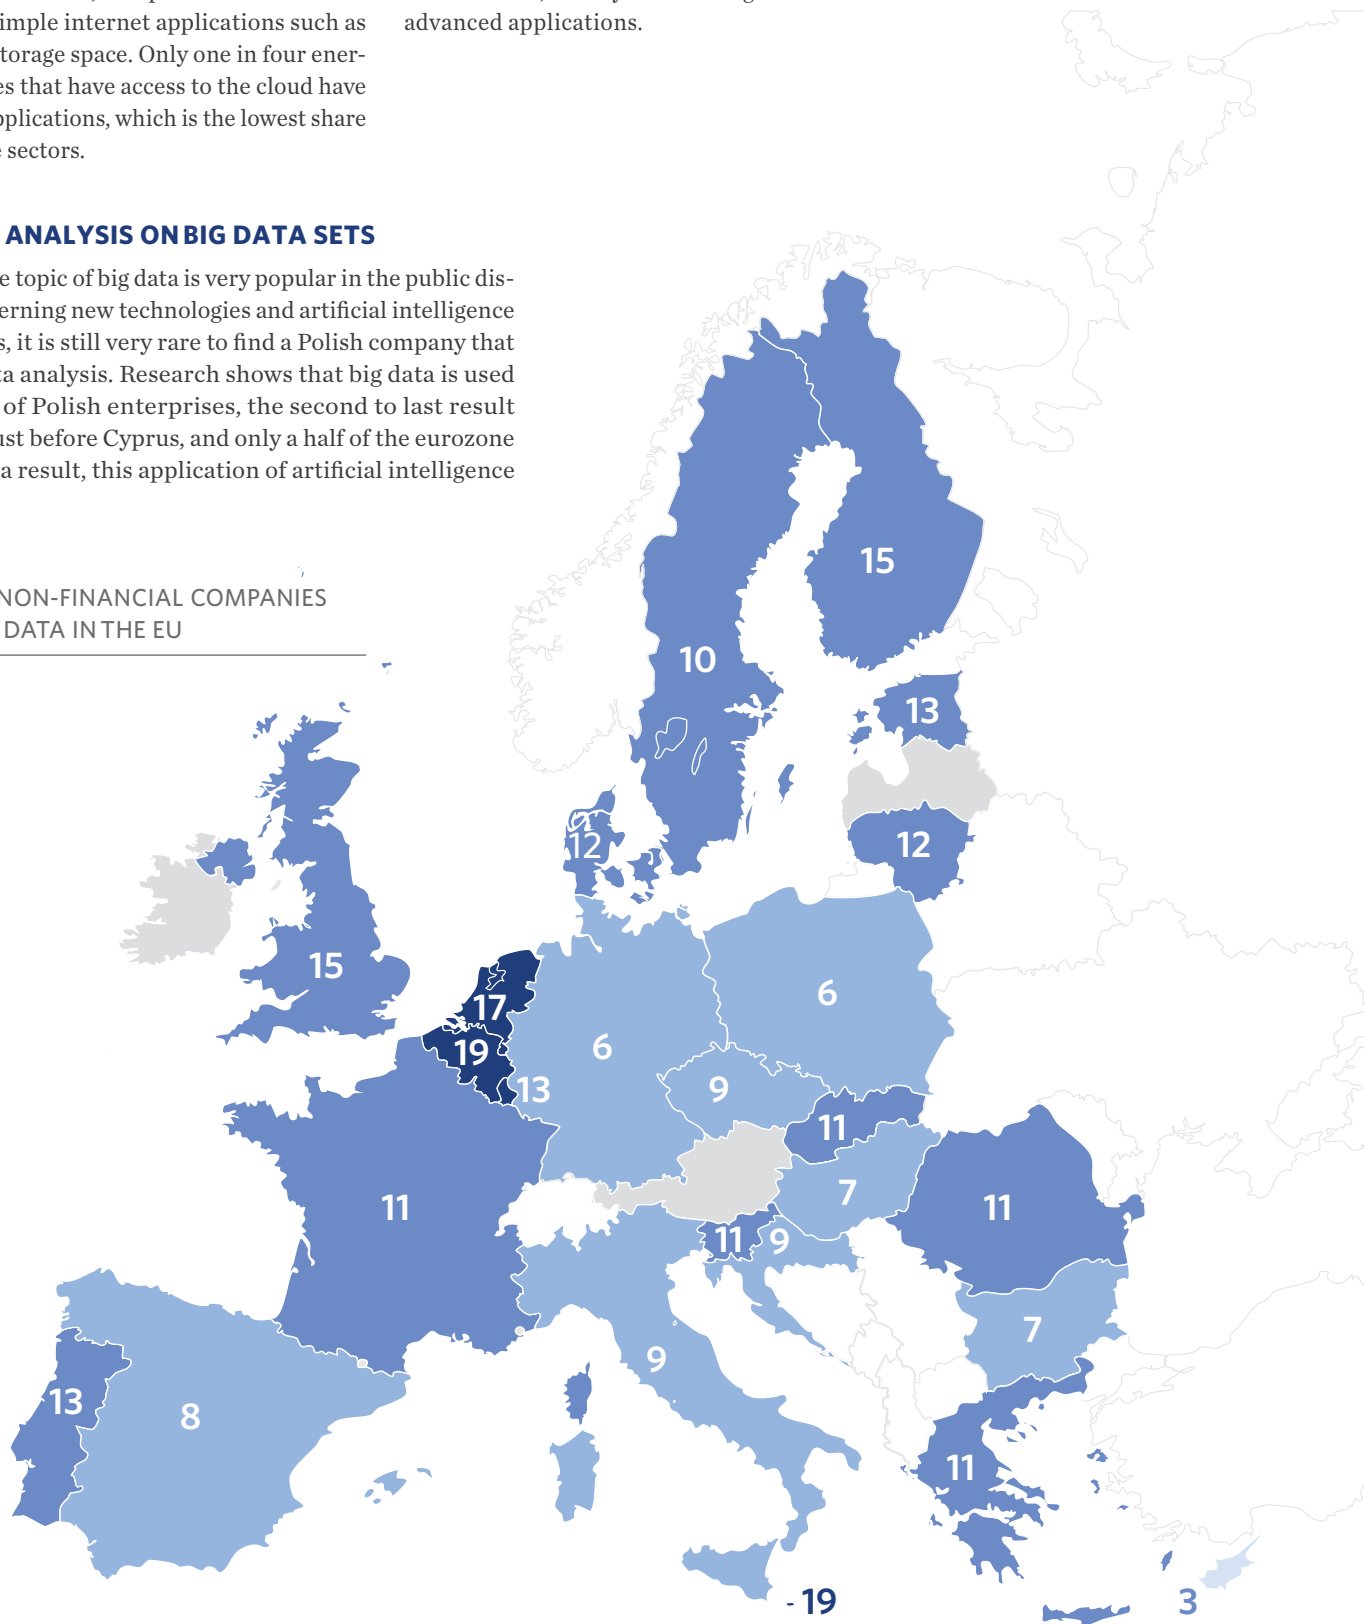 imple internet applications such as
torage space. Only one in four ener-
es that have access to the cloud have
pplications, which is the lowest share
e sectors.
advanced applications.
ANALYSIS ON BIG DATA SETS
e topic of big data is very popular in the public dis-
erning new technologies and artificial intelligence
s, it is still very rare to find a Polish company that
ta analysis. Research shows that big data is used
of Polish enterprises, the second to last result
ust before Cyprus, and only a half of the eurozone
a result, this application of artificial intelligence
NON-FINANCIAL COMPANIES
DATA IN THE EU
15
10
13
12
12
15
17
6
19
6
13
9
11
7
11
11
11
9
7
9
13
8
11
- 19
3